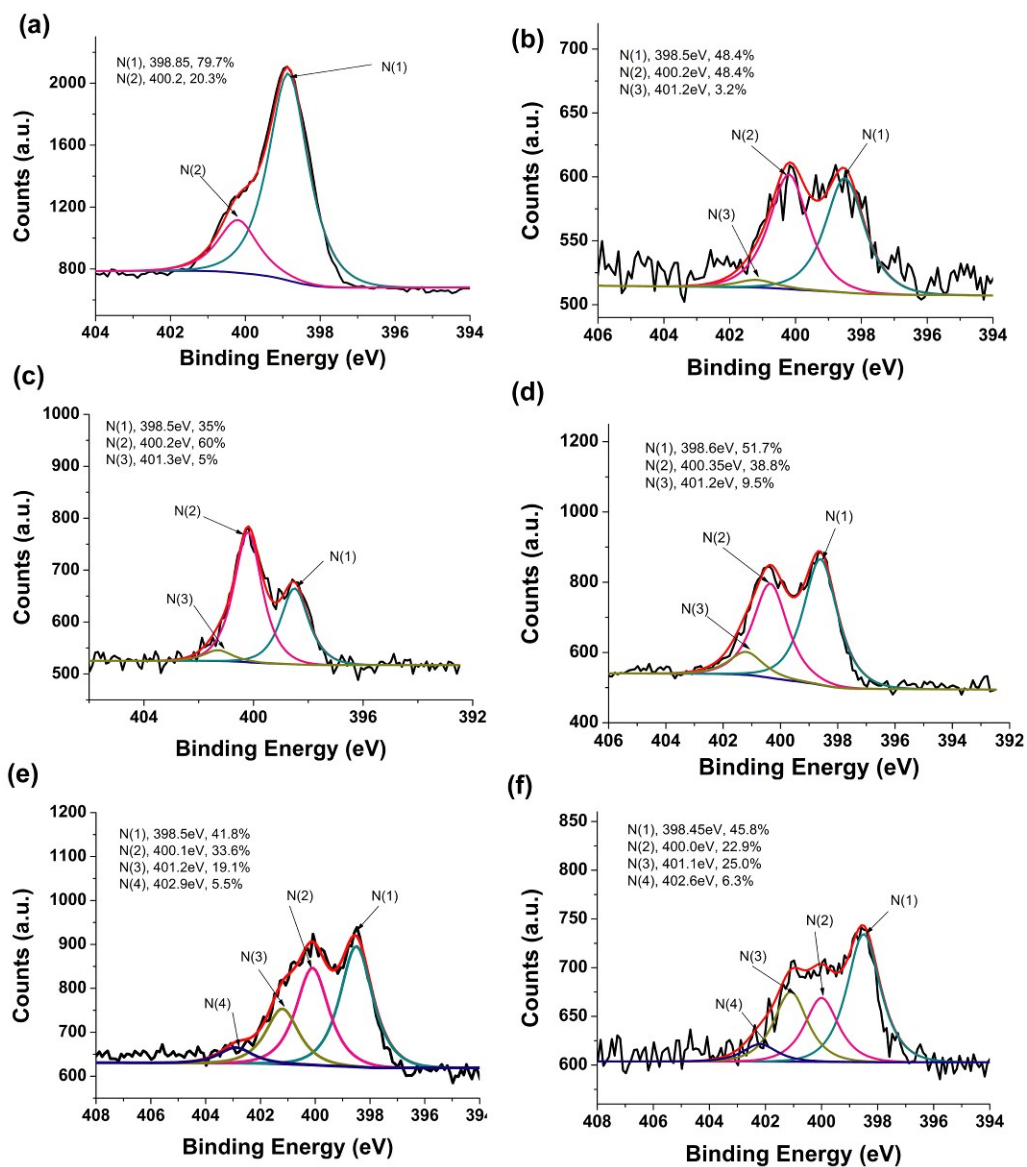 (a)
N(1), 398.85, 79.7%
N(2), 400.2, 20.3%
N(1)
N(2)
2100
1800
1500
1200
800
Counts (a.u.)
404 402 400 398 396 394
Binding Energy (eV)
(b)
N(1), 398.5eV, 48.4%
N(2), 400.2eV, 48.4%
N(3), 401.2eV, 3.2%
N(2)
N(1)
N(3)
700
650
600
550
500
Counts (a.u.)
406 404 402 400 398 396 394
Binding Energy (eV)
(c)
N(1), 398.5eV, 35%
N(2), 400.2eV, 60%
N(3), 401.3eV, 5%
N(2)
N(1)
N(3)
1000
900
800
700
600
500
Counts (a.u.)
404 400 396 392
Binding Energy (eV)
(d)
N(1), 398.6eV, 51.7%
N(2), 400.35eV, 38.8%
N(3), 401.2eV, 9.5%
N(1)
N(2)
N(3)
1200
1000
800
600
400
Counts (a.u.)
406 404 402 400 398 396 394 392
Binding Energy (eV)
(e)
N(1), 398.5eV, 41.8%
N(2), 400.1eV, 33.6%
N(3), 401.2eV, 19.1%
N(4), 402.9eV, 5.5%
N(2)
N(1)
N(3)
N(4)
1200
1100
1000
900
800
700
600
Counts (a.u.)
408 406 404 402 400 398 396 394
Binding Energy (eV)
(f)
N(1), 398.45eV, 45.8%
N(2), 400.0eV, 22.9%
N(3), 401.1eV, 25.0%
N(4), 402.6eV, 6.3%
N(1)
N(2)
N(3)
N(4)
850
800
750
700
650
600
Counts (a.u.)
408 406 404 402 400 398 396 394
Binding Energy (eV)